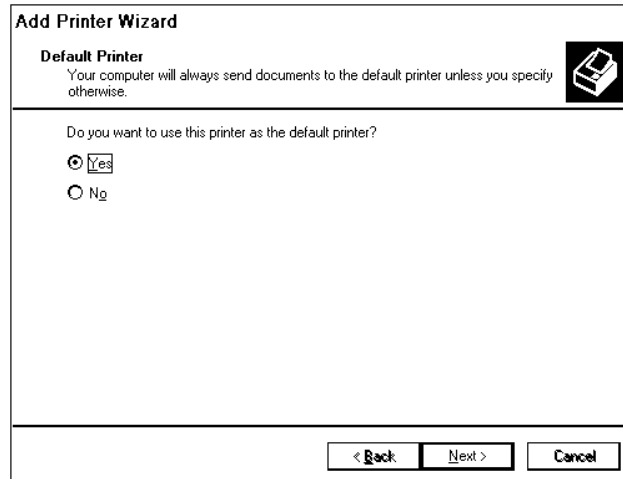 Add Printer Wizard
Default Printer
Your computer will always send documents to the default printer unless you specify
otherwise.
Do you want to use this printer as the default printer?
Yes
No
< Back
Next >
Cancel